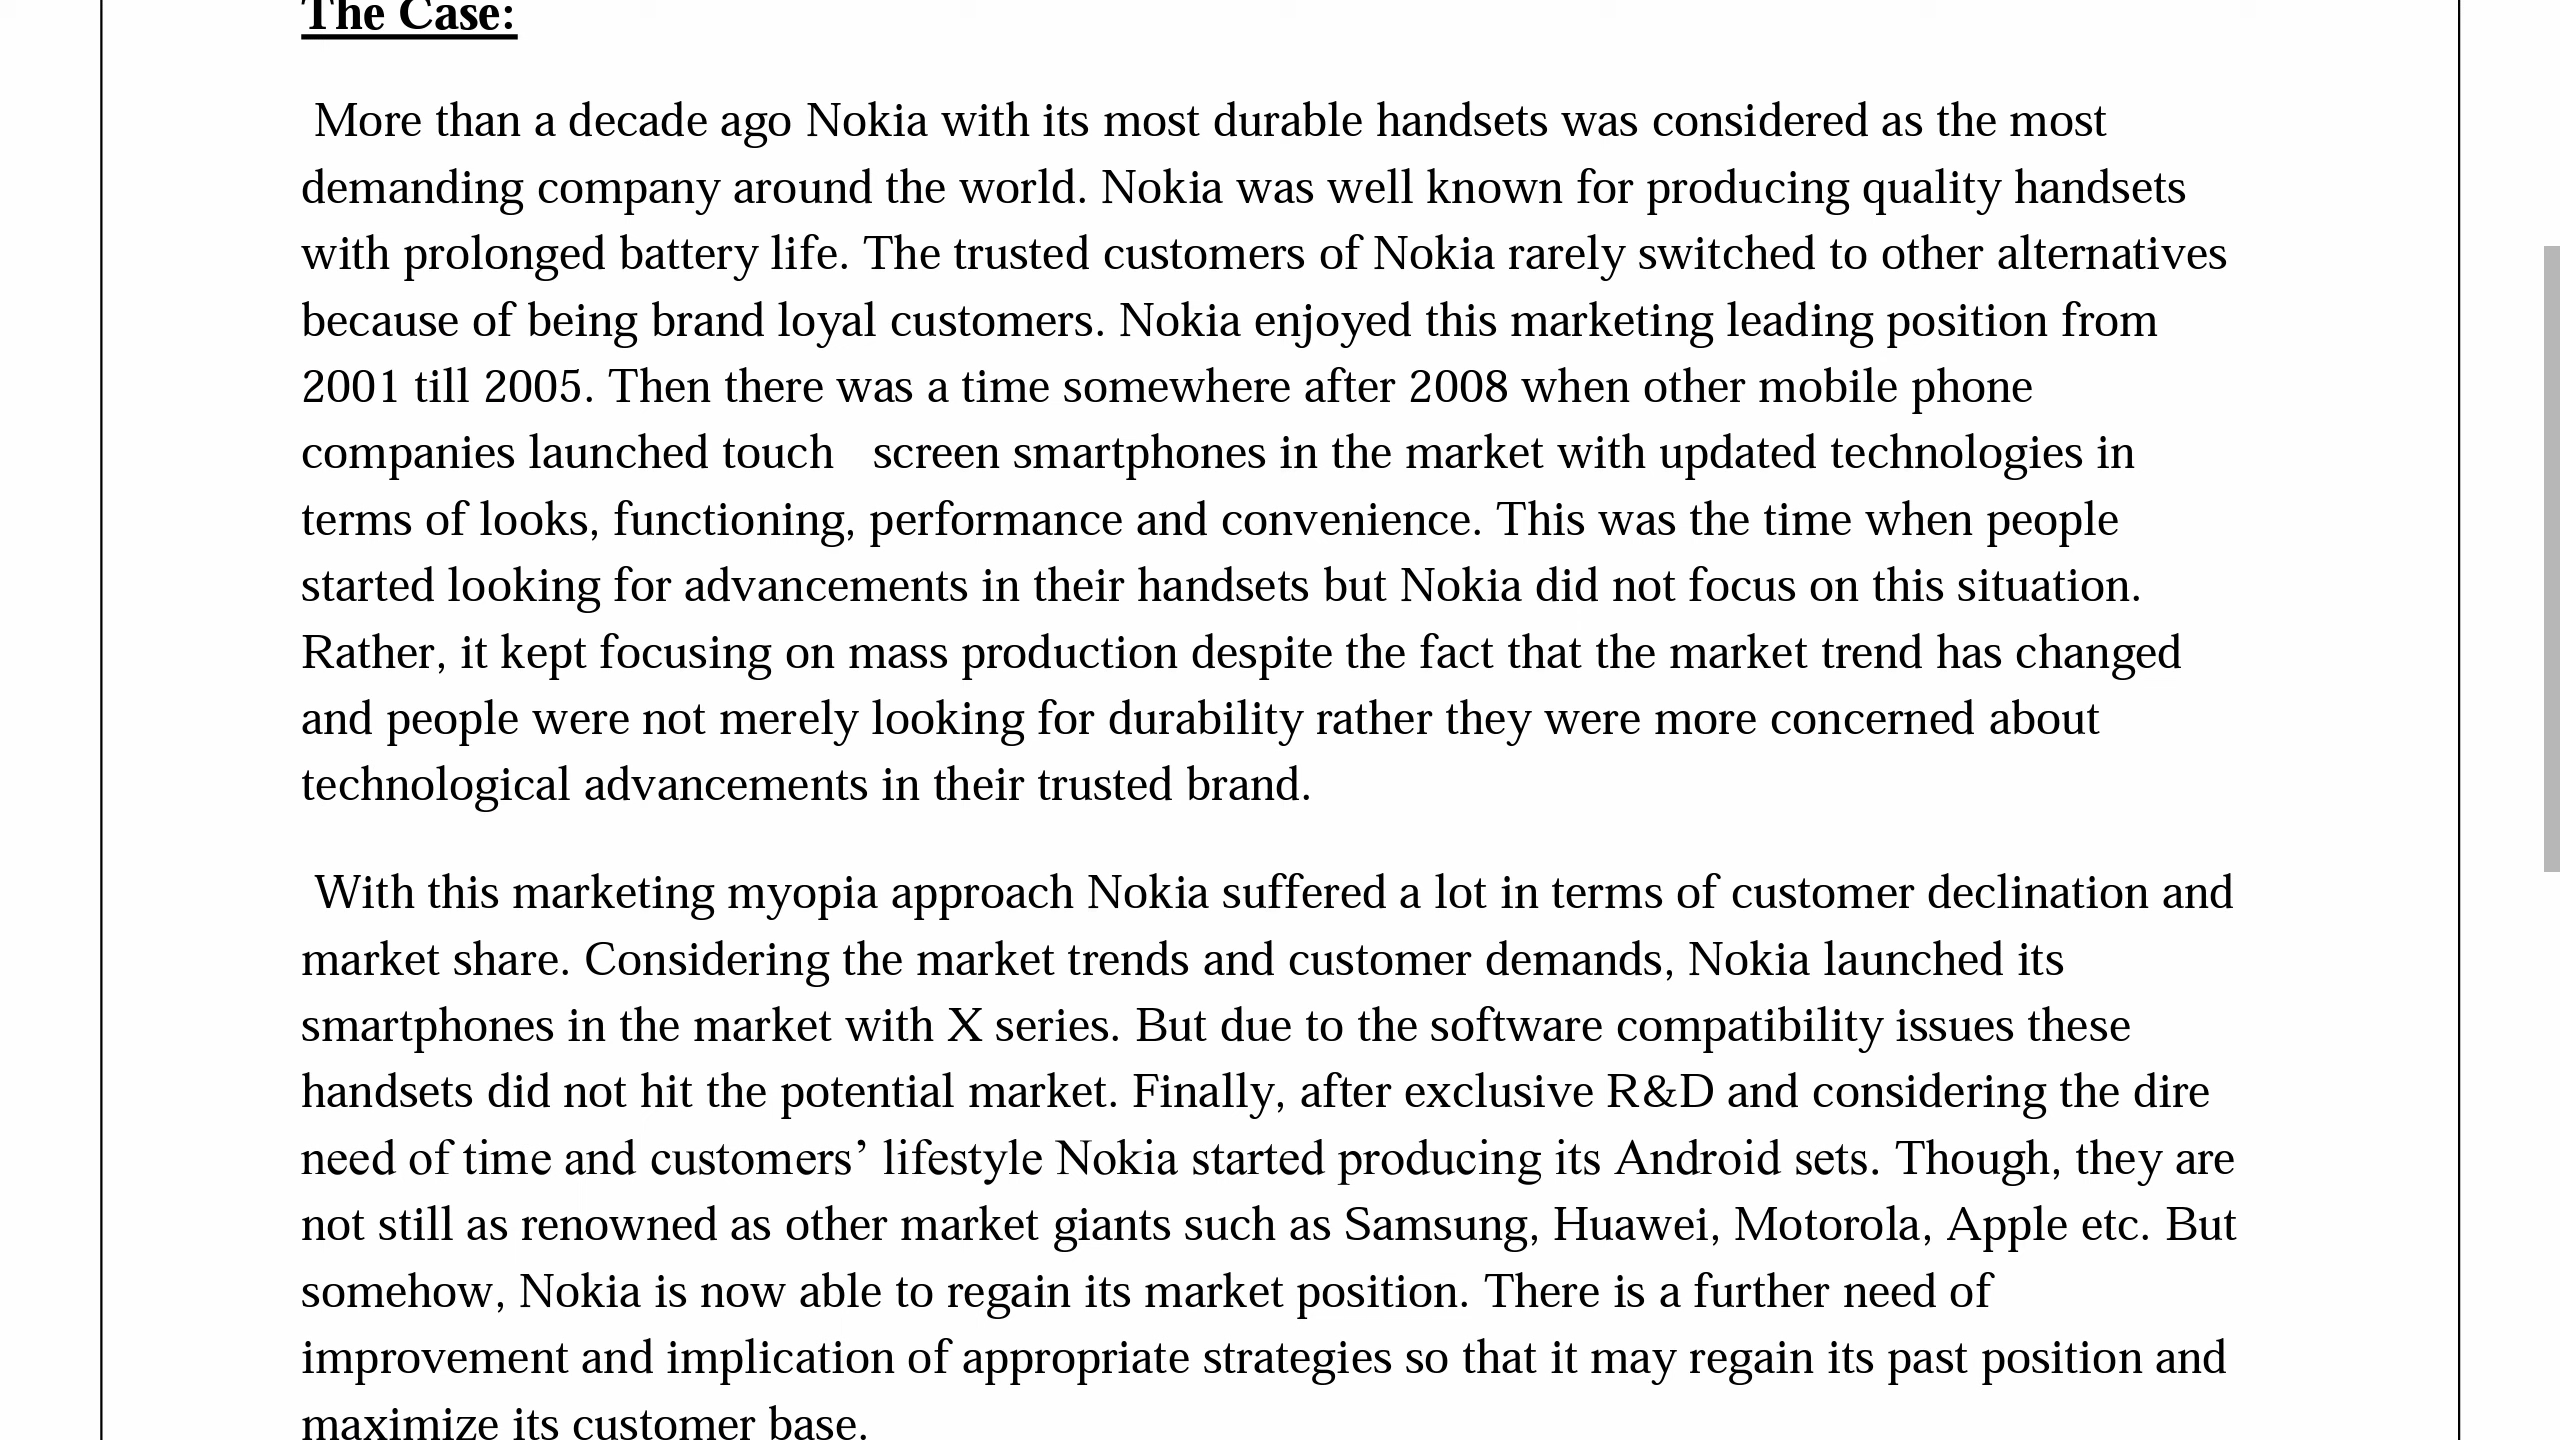 The Case:
More than a decade ago Nokia with its most durable handsets was considered as the most
demanding company around the world. Nokia was well known for producing quality handsets
with prolonged battery life. The trusted customers of Nokia rarely switched to other alternatives
because of being brand loyal customers. Nokia enjoyed this marketing leading position from
2001 till 2005. Then there was a time somewhere after 2008 when other mobile phone
companies launched touch   screen smartphones in the market with updated technologies in
terms of looks, functioning, performance and convenience. This was the time when people
started looking for advancements in their handsets but Nokia did not focus on this situation.
Rather, it kept focusing on mass production despite the fact that the market trend has changed
and people were not merely looking for durability rather they were more concerned about
technological advancements in their trusted brand.
With this marketing myopia approach Nokia suffered a lot in terms of customer declination and
market share. Considering the market trends and customer demands, Nokia launched its
smartphones in the market with X series. But due to the software compatibility issues these
handsets did not hit the potential market. Finally, after exclusive R&D and considering the dire
need of time and customers’ lifestyle Nokia started producing its Android sets. Though, they are
not still as renowned as other market giants such as Samsung, Huawei, Motorola, Apple etc. But
somehow, Nokia is now able to regain its market position. There is a further need of
improvement and implication of appropriate strategies so that it may regain its past position and
maximize its customer base.